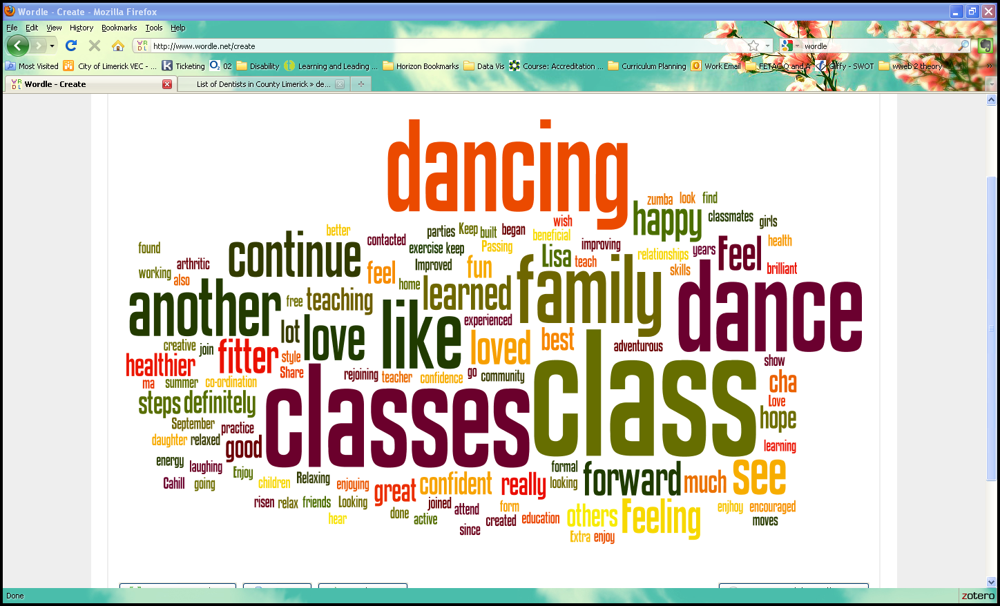 Wordle - Create - Mozilla Firefox
File Edit View History Bookmarks Tools Help
http://www.wordle.net/create
wordle
Most Visited City of Limerick VEC - ... Ticketing O2 Disability Learning and Leading ... Horizon Bookmarks Data Vis Course: Accreditation ... Curriculum Planning Work Email FETAC Q and A Gliffy - SWOT wweb 2 theory
Wordle - Create List of Dentists in County Limerick » de...
dancing
zumba look find
happy classmates girls
better contacted parties Keep built began wish beneficial
found continue exercise keep Passing Lisa improving relationships years Feel health
arthritic working also feel Improved fun teach skills brilliant
home family dance
another free teaching learned
lot love like experienced
creative join fitter loved best adventurous
healthier style Share class show
ma summer co-ordination rejoining teacher confidence go community cha
steps definitely classes Love
September practice hope
daughter relaxed good learning
energy laughing formal
Cahill going Enjoy children Relaxing enjoying great confident really looking forward much see
risen relax friends Looking joined form
hear done active attend created education others Feeling enjhoy encouraged
since Extra enjoy moves
Done
zotero